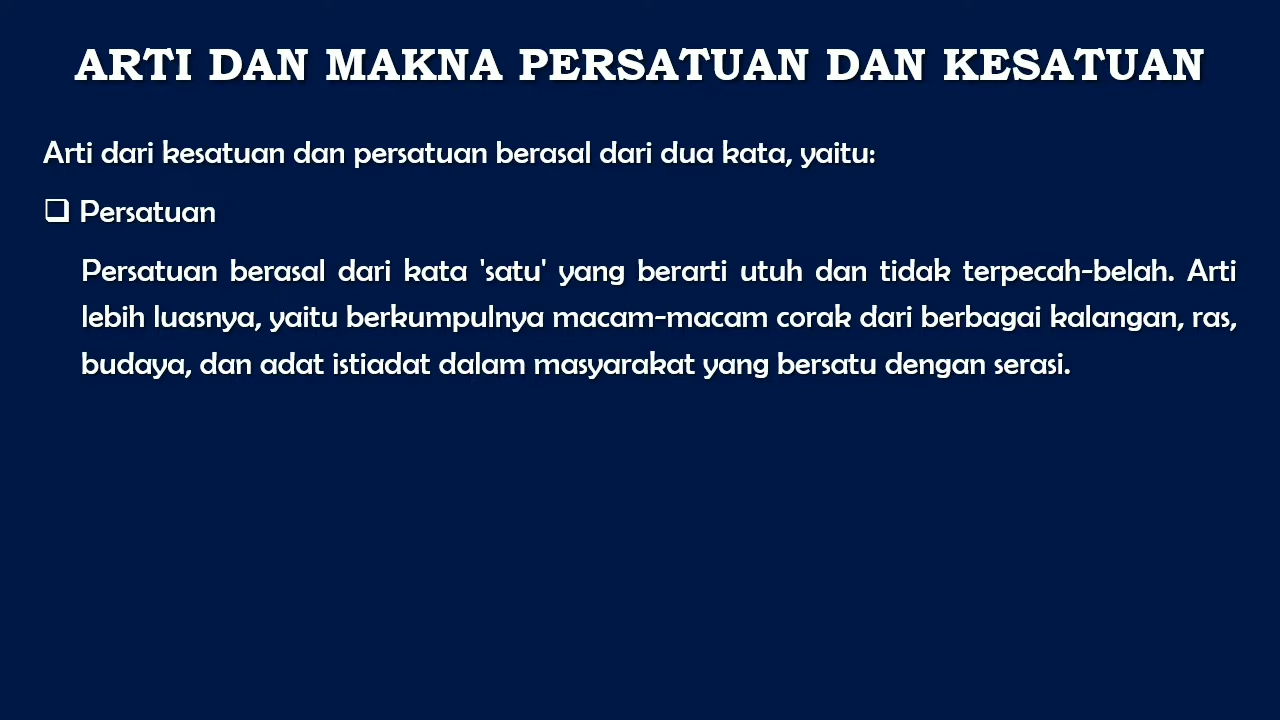 ARTI DAN MAKNA PERSATUAN DAN KESATUAN
Arti dari kesatuan dan persatuan berasal dari dua kata, yaitu:
❑ Persatuan
Persatuan berasal dari kata 'satu' yang berarti utuh dan tidak terpecah-belah. Arti
lebih luasnya, yaitu berkumpulnya macam-macam corak dari berbagai kalangan, ras,
budaya, dan adat istiadat dalam masyarakat yang bersatu dengan serasi.